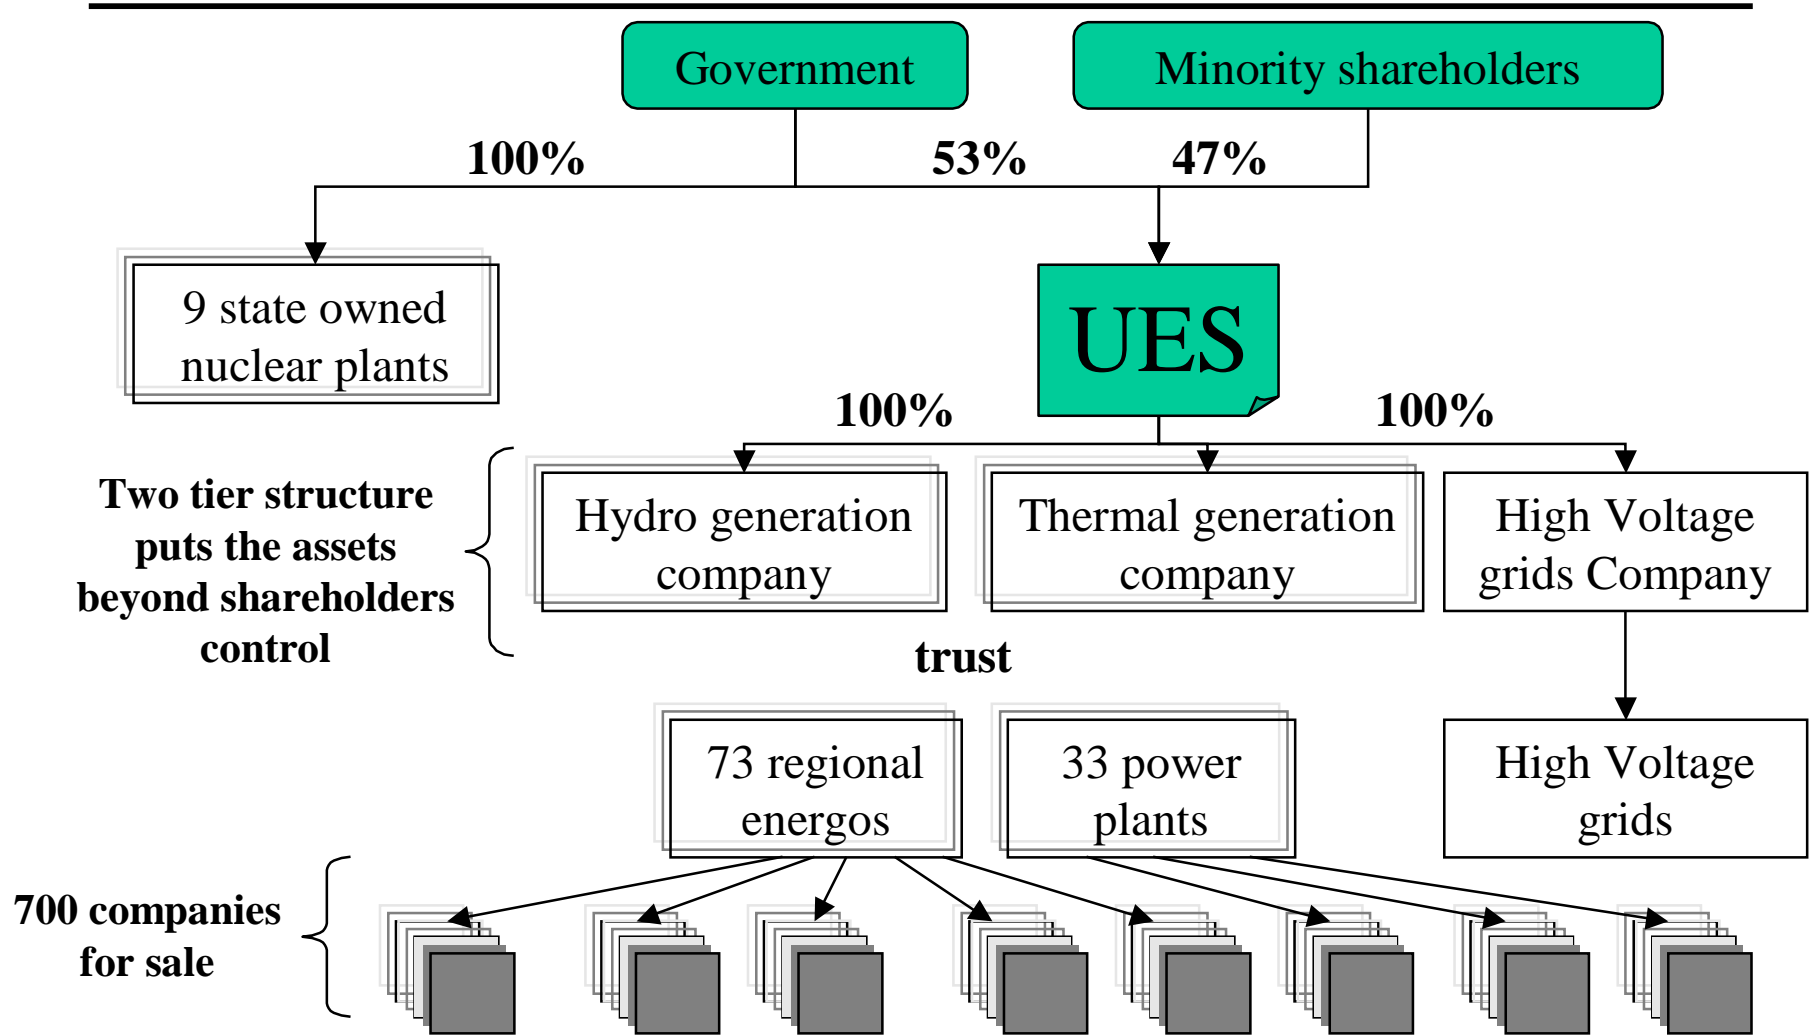 Government
Minority shareholders
100%
53%
47%
9 state owned
nuclear plants
UES
100%
100%
Two tier structure
puts the assets
beyond shareholders
control
Hydro generation
company
Thermal generation
company
High Voltage
grids Company
trust
73 regional
energos
33 power
plants
High Voltage
grids
700 companies
for sale